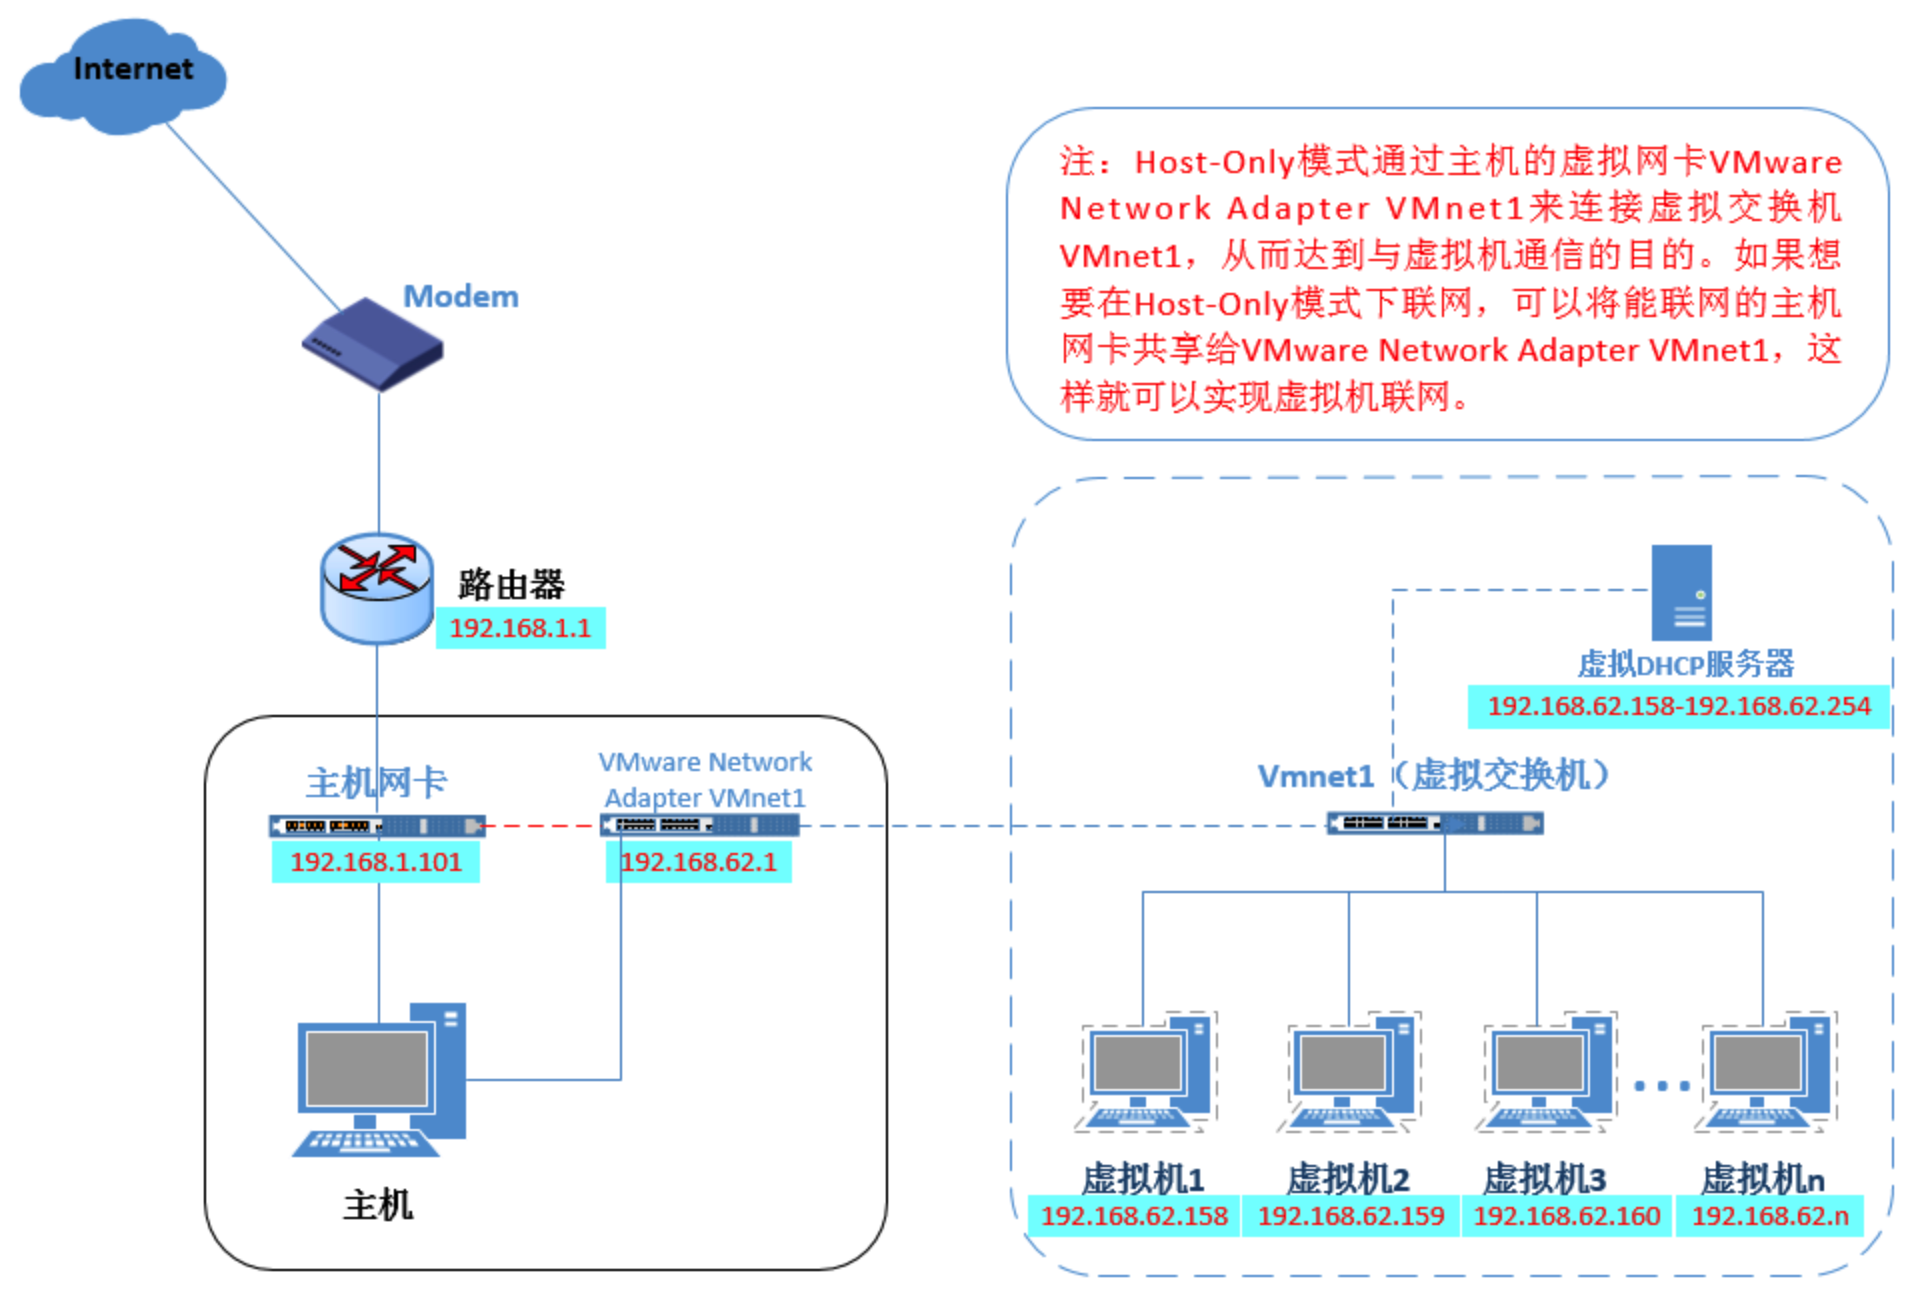 Internet
注：Host-Only模式通过主机的虚拟网卡VMware
Network Adapter VMnet1来连接虚拟交换机
VMnet1，从而达到与虚拟机通信的目的。如果想
要在Host-Only模式下联网，可以将能联网的主机
网卡共享给VMware Network Adapter VMnet1，这
样就可以实现虚拟机联网。
Modem
路由器
192.168.1.1
虚拟DHCP服务器
192.168.62.158-192.168.62.254
主机网卡
192.168.1.101
VMware Network
Adapter VMnet1
192.168.62.1
Vmnet1（虚拟交换机）
主机
虚拟机1
192.168.62.158
虚拟机2
192.168.62.159
虚拟机3
192.168.62.160
虚拟机n
192.168.62.n